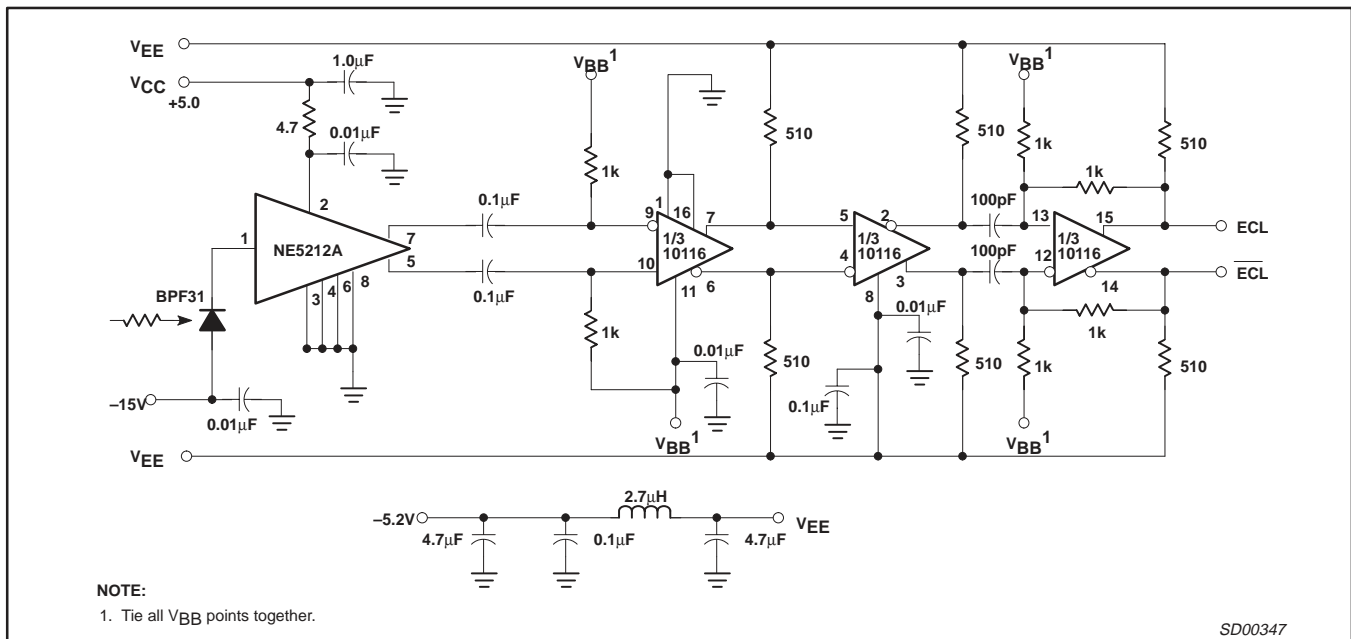 VEE
VCC
+5.0
1.0µF
4.7
0.01µF
2
1
NE5212A
7
5
3
4
6
8
BPF31
–15V
0.01µF
VEE
0.1µF
0.1µF
VBB1
1k
1k
9
1
16
7
1/3
10116
10
11
6
0.01µF
VBB1
510
510
5
2
1/3
10116
4
3
8
0.01µF
0.1µF
510
510
100pF
100pF
VBB1
1k
1k
510
13
15
1/3
10116
12
14
1k
1k
510
VBB1
ECL
ECL
–5.2V
2.7µH
VEE
4.7µF
0.1µF
4.7µF
NOTE:
1. Tie all VBB points together.
SD00347